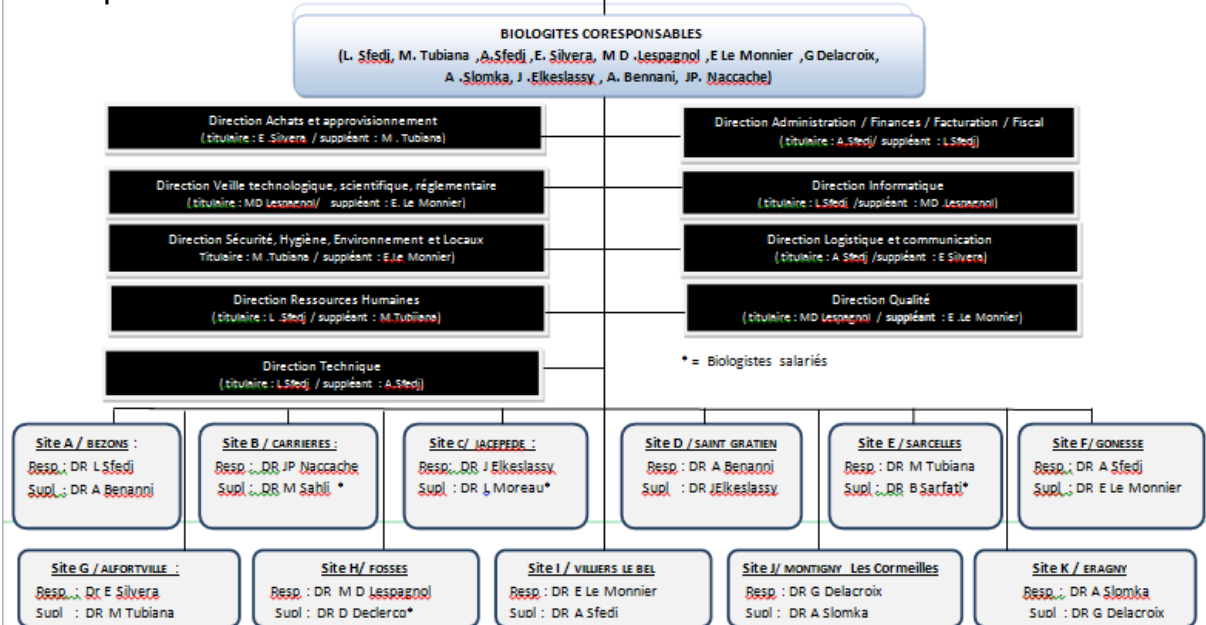 BIOLOGITES CORESPONSABLES
(L. Sfedj, M. Tubiana ,A.Sfedj ,E. Silvera, M D .Lespagnol ,E Le Monnier ,G Delacroix,
A .Slomka, J .Elkeslassy , A. Bennani, JP. Naccache)
Direction Achats et approvisionnement
( titulaire : E .Silvera / suppléant : M . Tubiana)
Direction Administration / Finances / Facturation / Fiscal
( titulaire : A.Sfedj/ suppléant : L.Sfedj)
Direction Veille technologique, scientifique, réglementaire
( titulaire : MD Lespagnol/ suppléant : E. Le Monnier)
Direction Informatique
( titulaire : L.Sfedj /suppléant : MD .Lespagnol)
Direction Sécurité, Hygiène, Environnement et Locaux
Titulaire : M .Tubiana / suppléant : E.Le Monnier)
Direction Logistique et communication
( titulaire : A Sfedj /suppléant : E Silvera)
Direction Ressources Humaines
( titulaire : L .Sfedj / suppléant : M.Tubiiana)
Direction Qualité
( titulaire : MD Lespagnol / suppléant : E .Le Monnier)
Direction Technique
( titulaire : L.Sfedj / suppléant : A.Sfedj)
* = Biologistes salariés
Site A / BEZONS :
Resp : DR L Sfedj
Supl : DR A Benanni
Site B / CARRIERES :
Resp : DR JP Naccache
Supl : DR M Sahli *
Site C/ JACEPEDE :
Resp : DR J Elkeslassy
Supl : DR L Moreau*
Site D / SAINT GRATIEN
Resp : DR A Benanni
Supl : DR JElkeslassy
Site E / SARCELLES
Resp : DR M Tubiana
Supl : DR B Sarfati*
Site F/ GONESSE
Resp : DR A Sfedj
Supl : DR E Le Monnier
Site G / ALFORTVILLE :
Resp : Dr E Silvera
Supl : DR M Tubiana
Site H/ FOSSES
Resp : DR M D Lespagnol
Supl : DR D Declerco*
Site I / VILLIERS LE BEL
Resp : DR E Le Monnier
Supl : DR A Sfedi
Site J/ MONTIGNY Les Cormeilles
Resp : DR G Delacroix
Supl : DR A Slomka
Site K / ERAGNY
Resp : DR A Slomka
Supl : DR G Delacroix